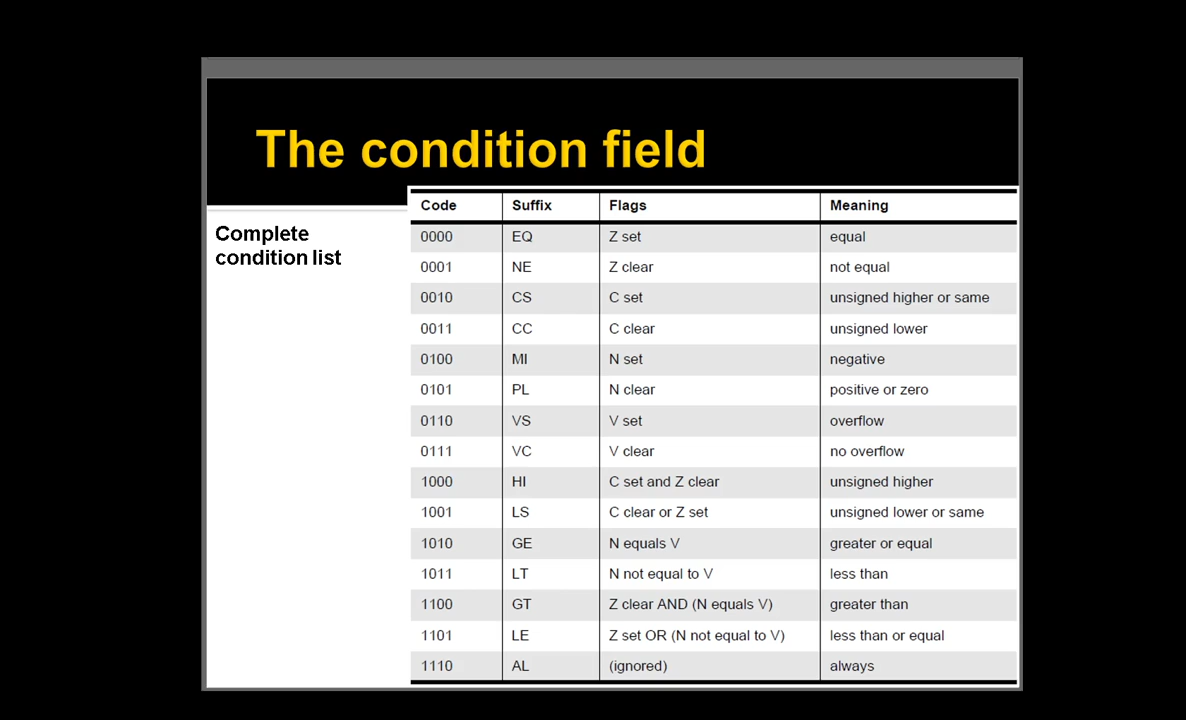 The condition field
Complete
condition list
Code Suffix Flags Meaning
0000 EQ Z set equal
0001 NE Z clear not equal
0010 CS C set unsigned higher or same
0011 CC C clear unsigned lower
0100 MI N set negative
0101 PL N clear positive or zero
0110 VS V set overflow
0111 VC V clear no overflow
1000 HI C set and Z clear unsigned higher
1001 LS C clear or Z set unsigned lower or same
1010 GE N equals V greater or equal
1011 LT N not equal to V less than
1100 GT Z clear AND (N equals V) greater than
1101 LE Z set OR (N not equal to V) less than or equal
1110 AL (ignored) always